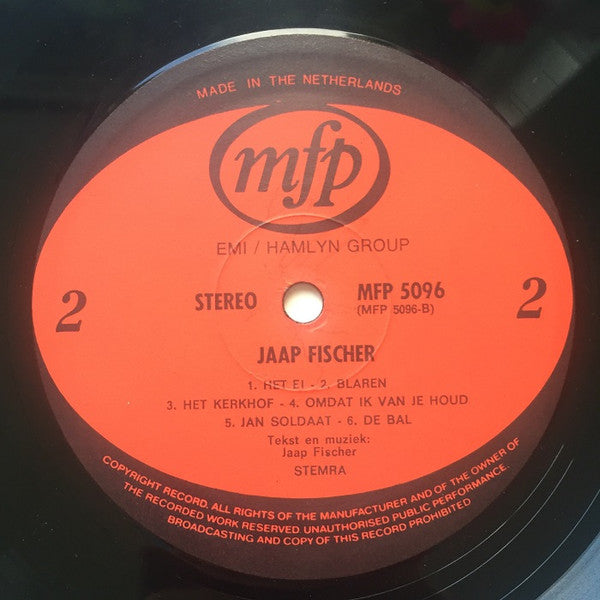 MADE IN THE NETHERLANDS
mfp
EMI / HAMLYN GROUP
2
STEREO
MFP 5096
(MFP 5096-B)
2
JAAP FISCHER
1. HET EI - 2. BLAREN
3. HET KERKHOF - 4. OMDAT IK VAN JE HOUD
5. JAN SOLDAAT - 6. DE BAL
Tekst en muziek:
Jaap Fischer
STEMRA
COPYRIGHT RECORD. ALL RIGHTS OF THE MANUFACTURER AND OF THE OWNER OF
THE RECORDED WORK RESERVED UNAUTHORISED PUBLIC PERFORMANCE.
BROADCASTING AND COPY OF THIS RECORD PROHIBITED